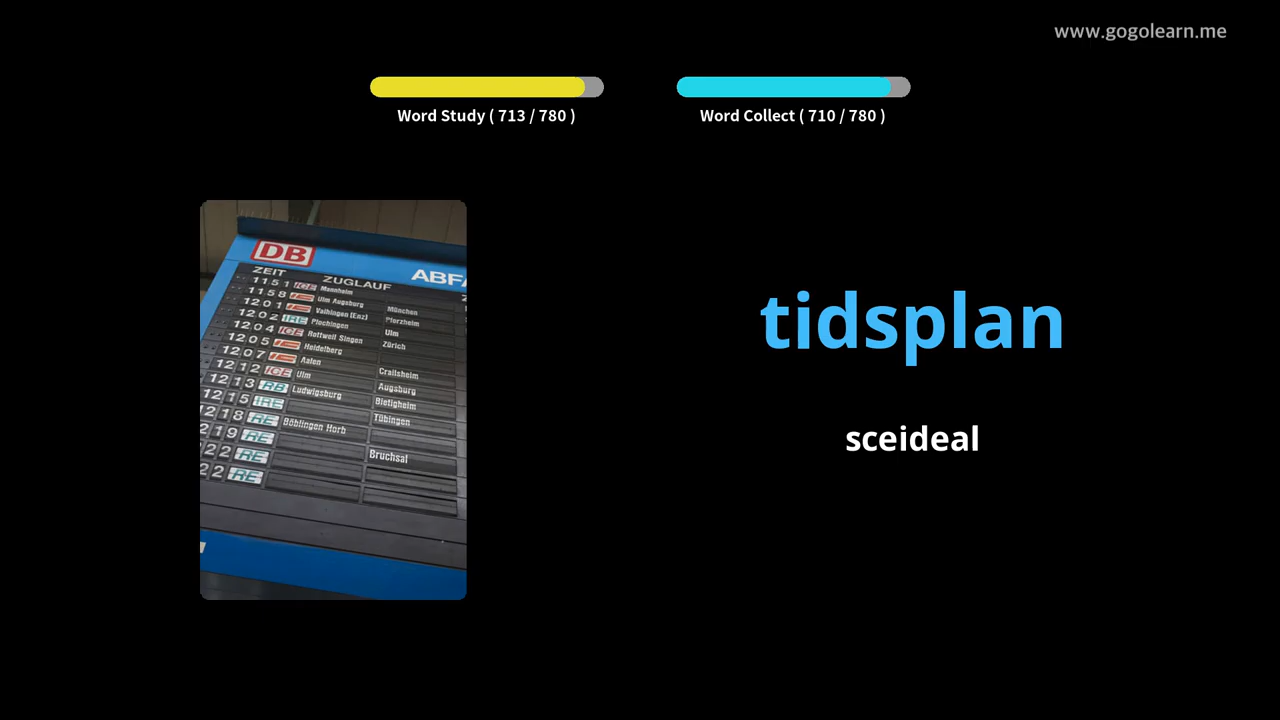 www.gogolearn.me
Word Study ( 713 / 780 )
Word Collect ( 710 / 780 )
DB
ABFA
ZEIT ZUGLAUF
1151 ICE Mannheim
1158 IC Ulm Augsburg München
1201 IC Vaihingen (Enz) Pforzheim
1202 IRE Plochingen Ulm
1204 ICE Rottweil Singen Zürich
1205 IC Heidelberg
1207 IC Aalen Crailsheim
1212 ICE Ulm Augsburg
1213 RB Ludwigsburg Bietigheim
1215 IRE Tübingen
1218 RE Böblingen Horb
219 RE
22 RE Bruchsal
22 RE
tidsplan
sceideal